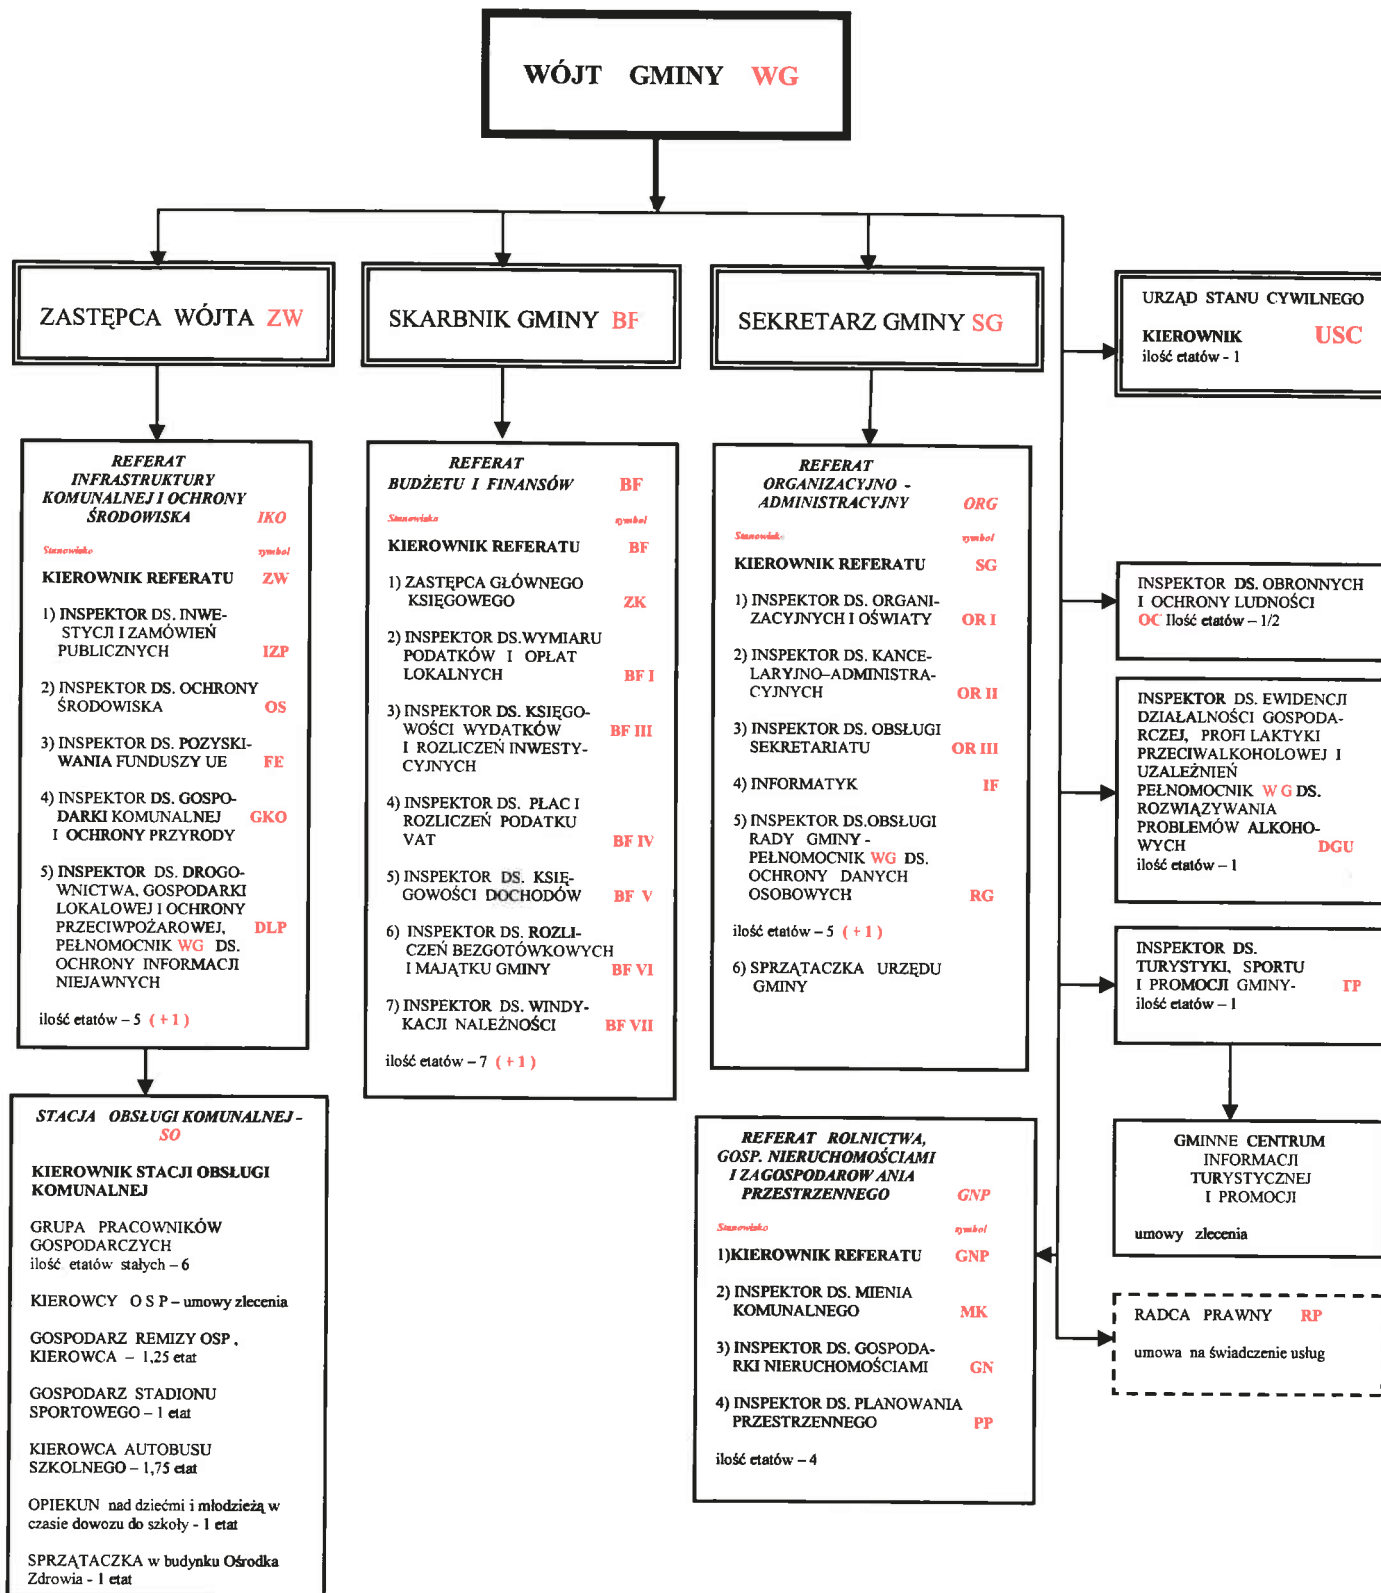 WÓJT GMINY WG
ZASTĘPCA WÓJTA ZW
SKARBNIK GMINY BF
SEKRETARZ GMINY SG
URZĄD STANU CYWILNEGO
KIEROWNIK USC
ilość etatów - 1
REFERAT
INFRASTRUKTURY
KOMUNALNEJ I OCHRONY
ŚRODOWISKA IKO
Stanowisko symbol
KIEROWNIK REFERATU ZW
1) INSPEKTOR DS. INWE-
STYCJI I ZAMÓWIEŃ
PUBLICZNYCH IZP
2) INSPEKTOR DS. OCHRONY
ŚRODOWISKA OS
3) INSPEKTOR DS. POZYSKI-
WANIA FUNDUSZY UE FE
4) INSPEKTOR DS. GOSPO-
DARKI KOMUNALNEJ GKO
I OCHRONY PRZYRODY
5) INSPEKTOR DS. DROGO-
WNICTWA, GOSPODARKI
LOKALOWEJ I OCHRONY
PRZECIWPOŻAROWEJ, DLP
PEŁNOMOCNIK WG DS.
OCHRONY INFORMACJI
NIEJAWNYCH
ilość etatów – 5 ( + 1 )
REFERAT
BUDŻETU I FINANSÓW BF
Stanowisko symbol
KIEROWNIK REFERATU BF
1) ZASTĘPCA GŁÓWNEGO
KSIĘGOWEGO ZK
2) INSPEKTOR DS.WYMIARU
PODATKÓW I OPŁAT
LOKALNYCH BF I
3) INSPEKTOR DS. KSIĘGO-
WOŚCI WYDATKÓW BF III
I ROZLICZEŃ INWESTY-
CYJNYCH
4) INSPEKTOR DS. PŁAC I
ROZLICZEŃ PODATKU
VAT BF IV
5) INSPEKTOR DS. KSIĘ-
GOWOŚCI DOCHODÓW BF V
6) INSPEKTOR DS. ROZLI-
CZEŃ BEZGOTÓWKOWYCH
I MAJĄTKU GMINY BF VI
7) INSPEKTOR DS. WINDY-
KACJI NALEŻNOŚCI BF VII
ilość etatów – 7 ( + 1 )
REFERAT
ORGANIZACYJNO -
ADMINISTRACYJNY ORG
Stanowisko symbol
KIEROWNIK REFERATU SG
1) INSPEKTOR DS. ORGANI-
ZACYJNYCH I OŚWIATY OR I
2) INSPEKTOR DS. KANCE-
LARYJNO–ADMINISTRA-
CYJNYCH OR II
3) INSPEKTOR DS. OBSŁUGI
SEKRETARIATU OR III
4) INFORMATYK IF
5) INSPEKTOR DS.OBSŁUGI
RADY GMINY -
PEŁNOMOCNIK WG DS.
OCHRONY DANYCH
OSOBOWYCH RG
ilość etatów – 5 ( + 1 )
6) SPRZĄTACZKA URZĘDU
GMINY
INSPEKTOR DS. OBRONNYCH
I OCHRONY LUDNOŚCI
OC Ilość etatów – 1/2
INSPEKTOR DS. EWIDENCJI
DZIAŁALNOŚCI GOSPODA-
RCZEJ, PROFI LAKTYKI
PRZECIWALKOHOLOWEJ I
UZALEŻNIEŃ
PEŁNOMOCNIK W G DS.
ROZWIĄZYWANIA
PROBLEMÓW ALKOHO-
WYCH DGU
ilość etatów – 1
INSPEKTOR DS.
TURYSTYKI, SPORTU
I PROMOCJI GMINY- TP
ilość etatów – 1
GMINNE CENTRUM
INFORMACJI
TURYSTYCZNEJ
I PROMOCJI
umowy zlecenia
RADCA PRAWNY RP
umowa na świadczenie usług
STACJA OBSŁUGI KOMUNALNEJ -
SO
KIEROWNIK STACJI OBSŁUGI
KOMUNALNEJ
GRUPA PRACOWNIKÓW
GOSPODARCZYCH
ilość etatów stałych – 6
KIEROWCY O S P – umowy zlecenia
GOSPODARZ REMIZY OSP ,
KIEROWCA – 1,25 etat
GOSPODARZ STADIONU
SPORTOWEGO – 1 etat
KIEROWCA AUTOBUSU
SZKOLNEGO – 1,75 etat
OPIEKUN nad dziećmi i młodzieżą w
czasie dowozu do szkoły - 1 etat
SPRZĄTACZKA w budynku Ośrodka
Zdrowia - 1 etat
REFERAT ROLNICTWA,
GOSP. NIERUCHOMOŚCIAMI
I ZAGOSPODAROW ANIA
PRZESTRZENNEGO GNP
Stanowisko symbol
1)KIEROWNIK REFERATU GNP
2) INSPEKTOR DS. MIENIA
KOMUNALNEGO MK
3) INSPEKTOR DS. GOSPODA-
RKI NIERUCHOMOŚCIAMI GN
4) INSPEKTOR DS. PLANOWANIA
PRZESTRZENNEGO PP
ilość etatów – 4